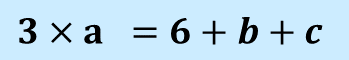 3 × a = 6 + b + c